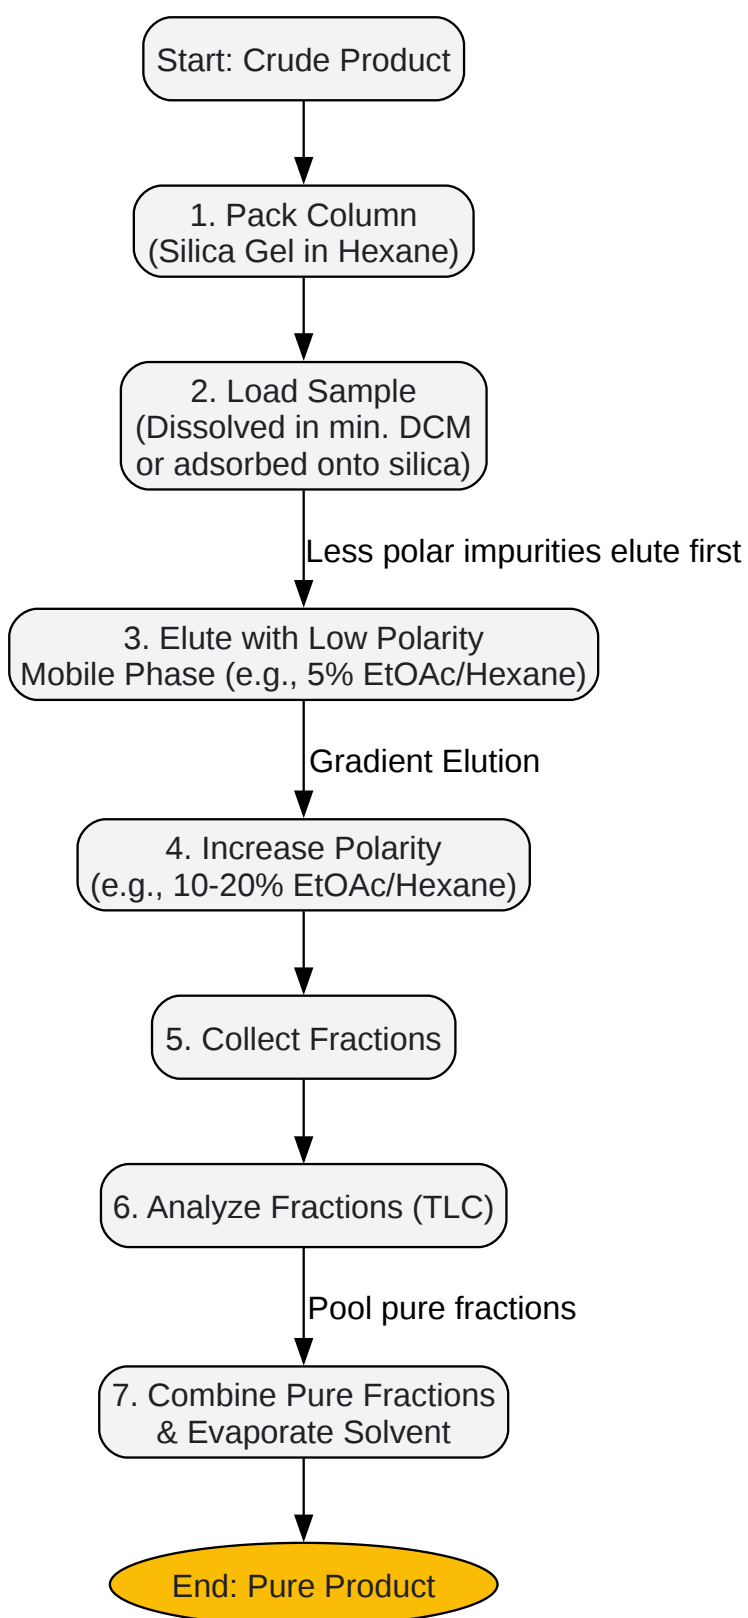 Start: Crude Product
1. Pack Column
(Silica Gel in Hexane)
2. Load Sample
(Dissolved in min. DCM
or adsorbed onto silica)
Less polar impurities elute first
3. Elute with Low Polarity
Mobile Phase (e.g., 5% EtOAc/Hexane)
Gradient Elution
4. Increase Polarity
(e.g., 10-20% EtOAc/Hexane)
5. Collect Fractions
6. Analyze Fractions (TLC)
Pool pure fractions
7. Combine Pure Fractions
& Evaporate Solvent
End: Pure Product